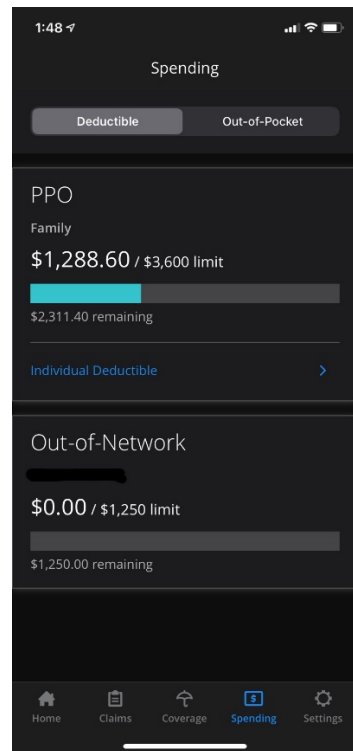 1:48
Spending
Deductible Out-of-Pocket
PPO
Family
$1,288.60 / $3,600 limit
$2,311.40 remaining
Individual Deductible
Out-of-Network
$0.00 / $1,250 limit
$1,250.00 remaining
Home Claims Coverage Spending Settings